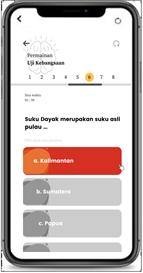 Permainan
Uji Kebangsaan
1 2 3 4 5 6 7 8
Suku Dayak merupakan suku asli
pulau ...
a. Kalimantan
b. Sumatera
c. Papua